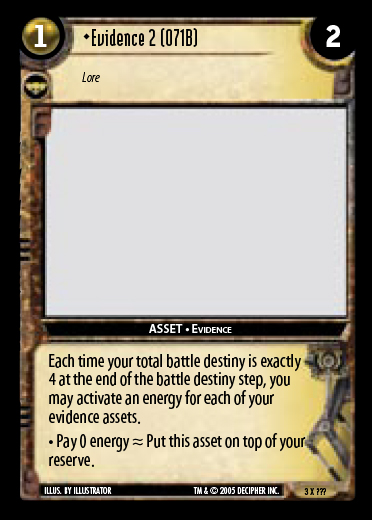 1
•Evidence 2 (071B)
2
Lore
ASSET • EVIDENCE
Each time your total battle destiny is exactly
4 at the end of the battle destiny step, you
may activate an energy for each of your
evidence assets.
• Pay 0 energy ≈ Put this asset on top of your
reserve.
ILLUS. BY ILLUSTRATOR
TM & © 2005 DECIPHER INC.
3 X ???